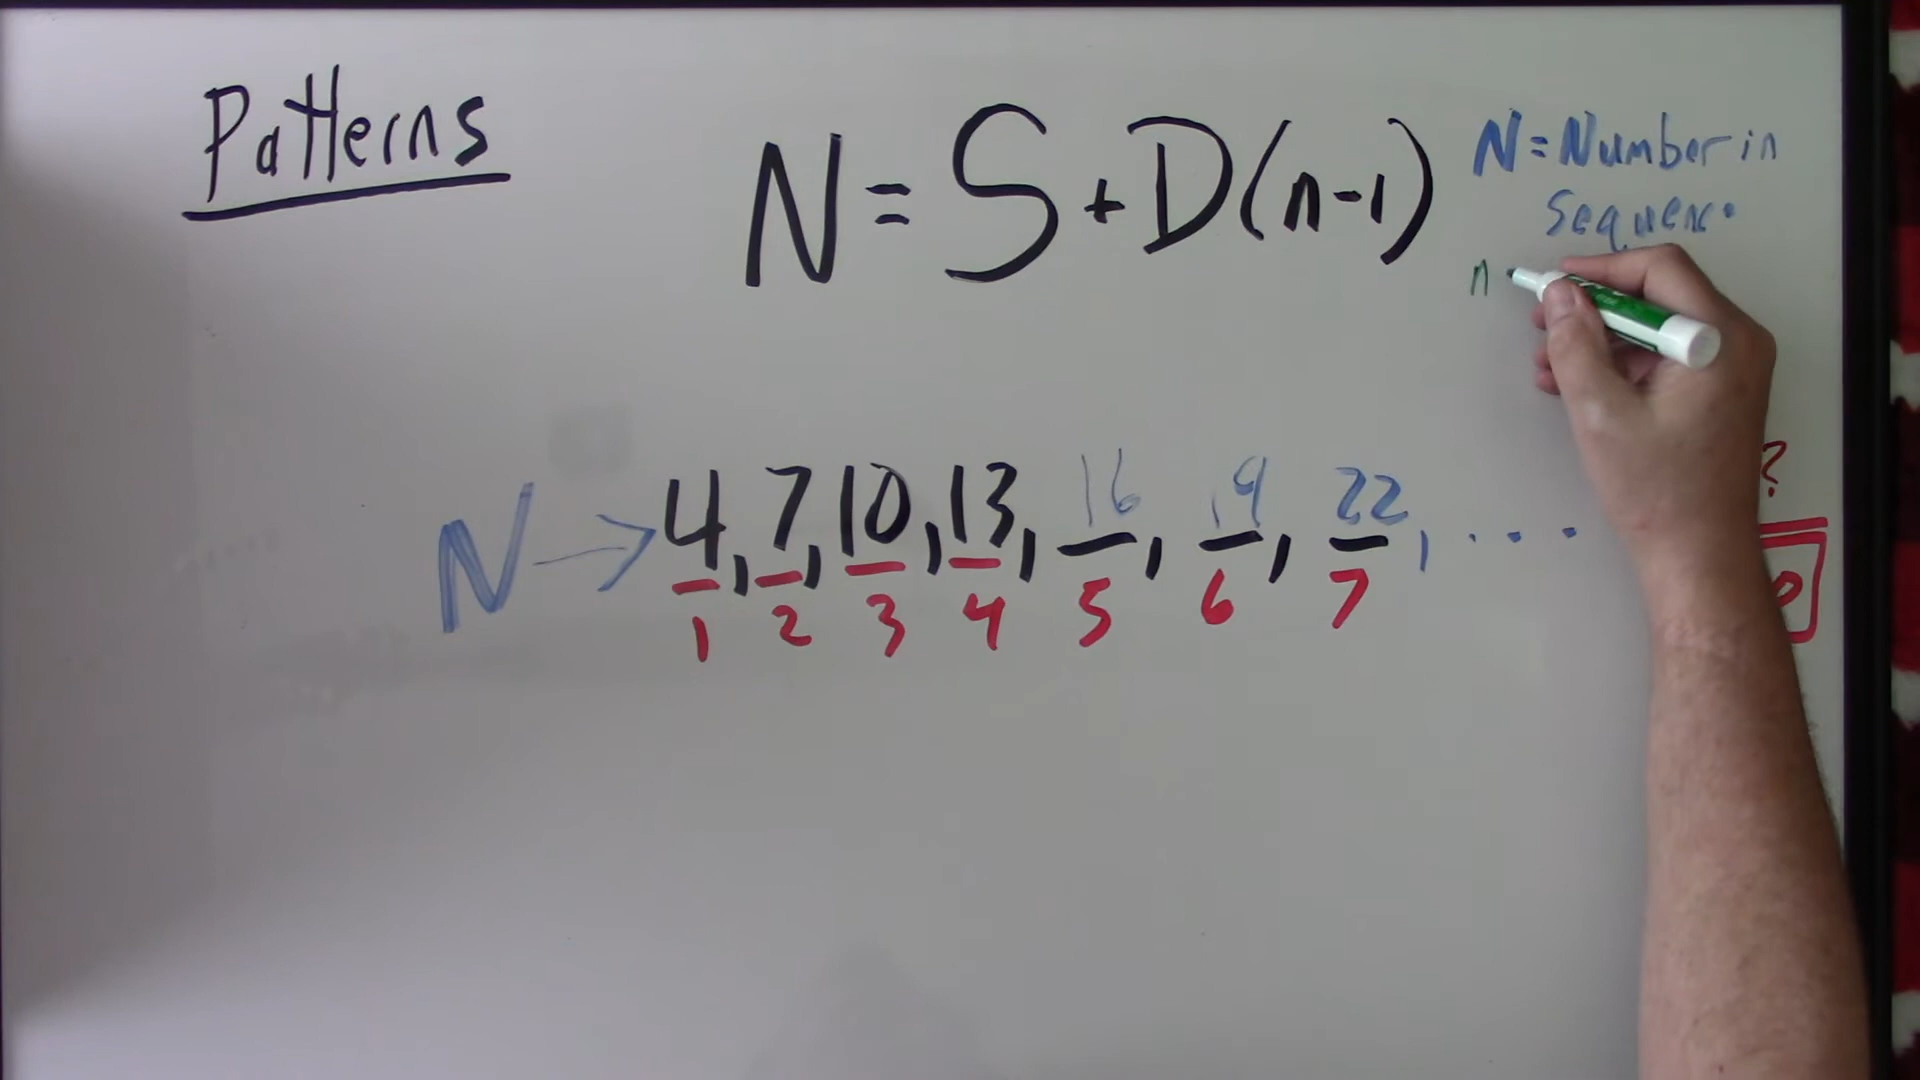 Patterns
N = S + D(n-1)
N = Number in
Sequence
n
N → 4, 7, 10, 13, 16, 19, 22, ...
?
1 2 3 4 5 6 7